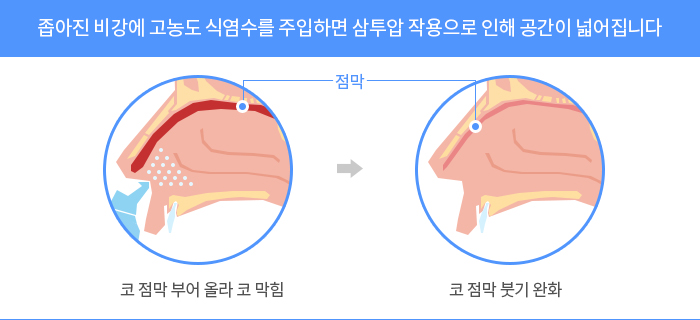 좁아진 비강에 고농도 식염수를 주입하면 삼투압 작용으로 인해 공간이 넓어집니다
점막
코 점막 부어 올라 코 막힘
코 점막 붓기 완화